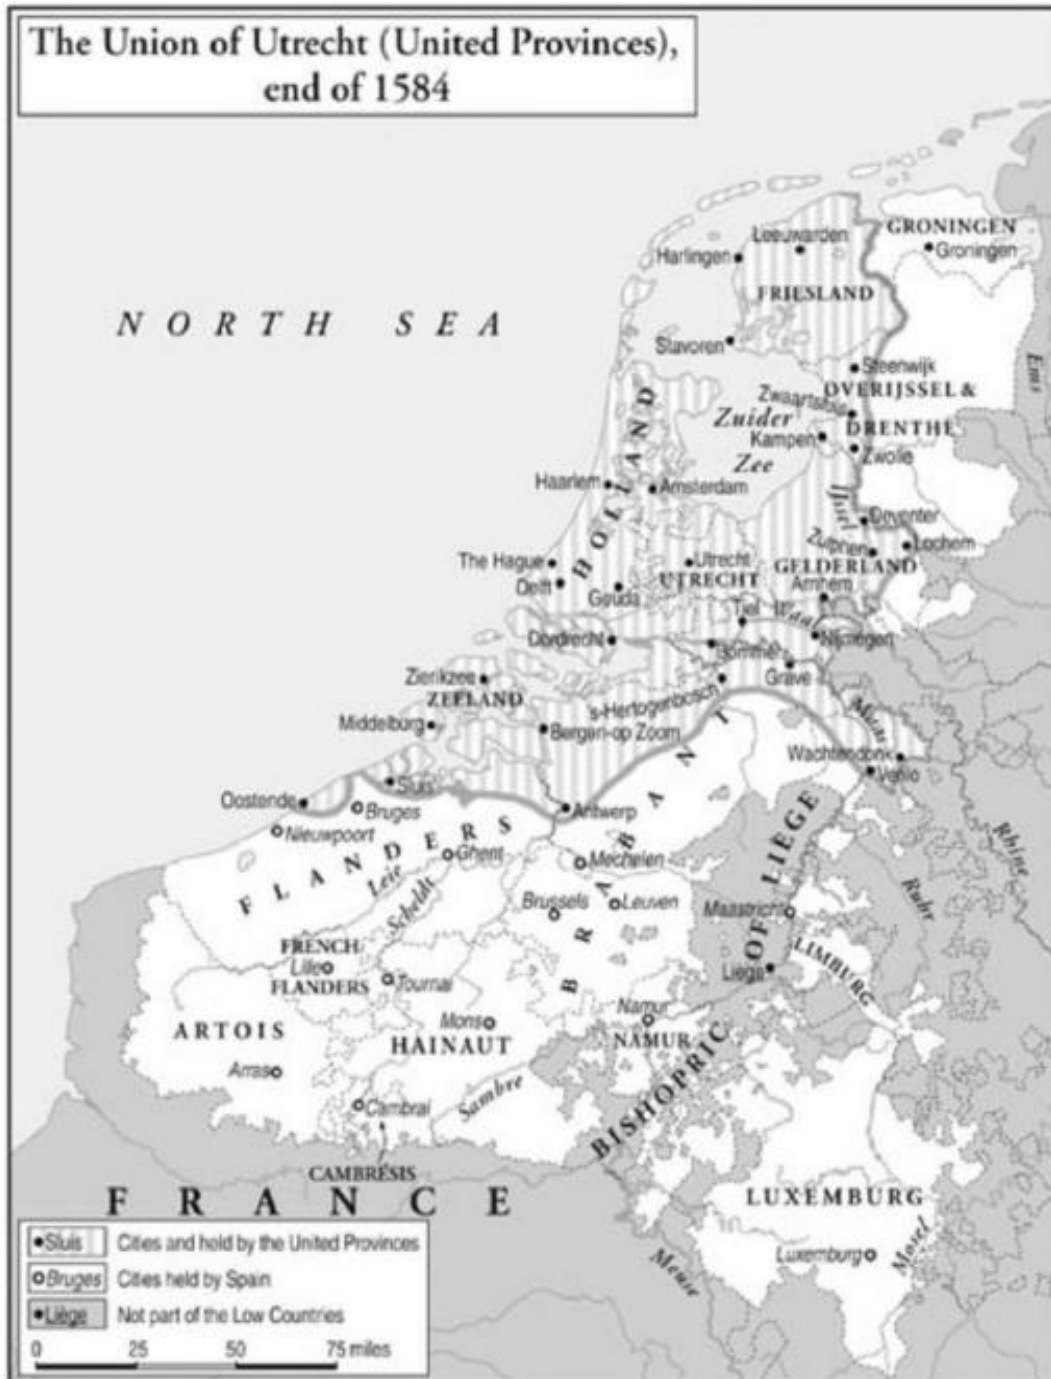 The Union of Utrecht (United Provinces),
end of 1584
GRONINGEN
Groningen
Leeuwarden
Harlingen
FRIESLAND
NORTH SEA
Stavoren
Ems
Steenwijk
OVERIJSSEL &
DRENTHE
Zuider
Zee
Kampen
Zwolle
HOLLAND
Haarlem
Amsterdam
IJssel
Deventer
Zutphen
Lochem
The Hague
Utrecht
UTRECHT
GELDERLAND
Delft
Gouda
Arnhem
Tiel
Waal
Dordrecht
Bommel
Nijmegen
Grave
Zierikzee
ZEELAND
's-Hertogenbosch
Maas
Middelburg
Bergen-op Zoom
Wachtendonk
Venlo
Sluis
Oostende
Bruges
Antwerp
Nieuwpoort
FLANDERS
Ghent
Mechelen
BRABANT
Leie
Scheldt
Rhine
Ruhr
Brussels
Leuven
Maastricht
BISHOPRIC OF LIEGE
FRENCH
Lille
FLANDERS
Tournai
Liège
LIMBURG
ARTOIS
Mons
HAINAUT
Namur
NAMUR
Arras
Cambrai
Sambre
CAMBRÉSIS
FRANCE
LUXEMBURG
Luxemburg
Mosel
Meuse
Sluis Cities and held by the United Provinces
Bruges Cities held by Spain
Liège Not part of the Low Countries
0 25 50 75 miles